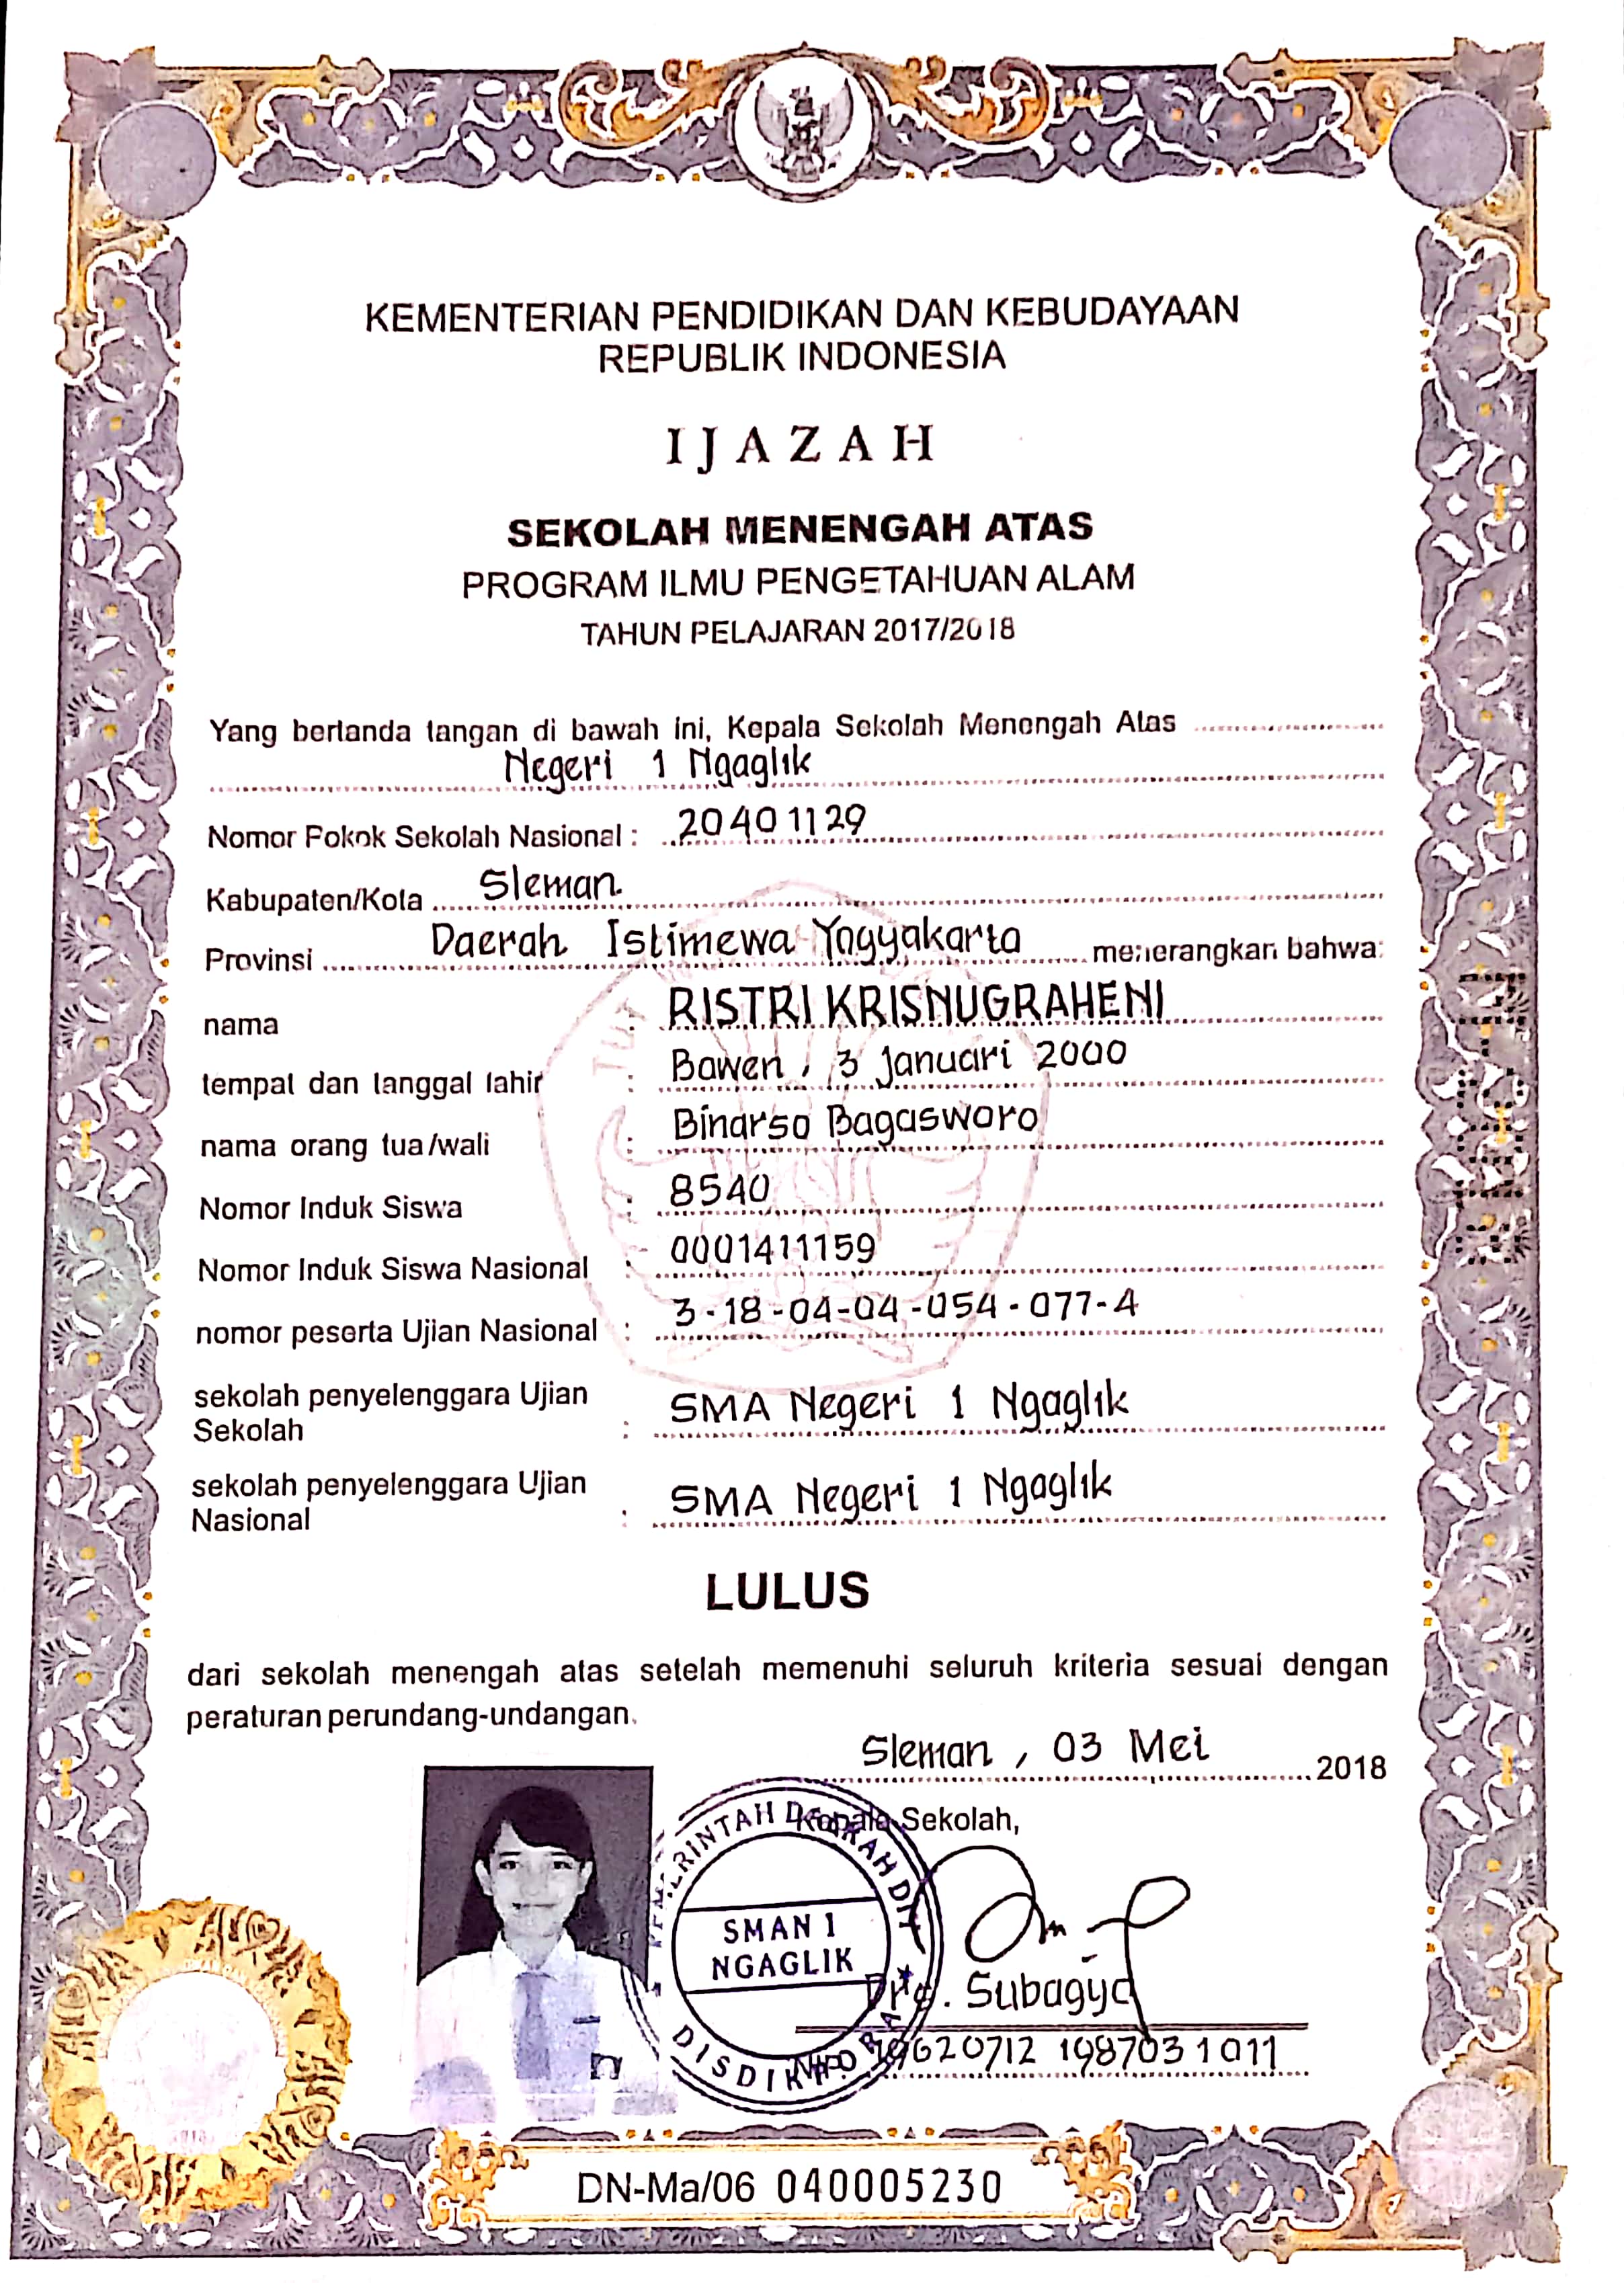 KEMENTERIAN PENDIDIKAN DAN KEBUDAYAAN
REPUBLIK INDONESIA
IJAZAH
SEKOLAH MENENGAH ATAS
PROGRAM ILMU PENGETAHUAN ALAM
TAHUN PELAJARAN 2017/2018
Yang bertanda tangan di bawah ini, Kepala Sekolah Menengah Atas
Negeri 1 Ngaglik
Nomor Pokok Sekolah Nasional : 20401129
Kabupaten/Kota Sleman
Provinsi Daerah Istimewa Yogyakarta menerangkan bahwa:
nama : RISTRI KRISNUGRAHENI
tempat dan tanggal lahir : Bawen, 3 Januari 2000
nama orang tua/wali : Binarso Bagasworo
Nomor Induk Siswa : 8540
Nomor Induk Siswa Nasional : 0001411159
nomor peserta Ujian Nasional : 3-18-04-04-054-077-4
sekolah penyelenggara Ujian
Sekolah : SMA Negeri 1 Ngaglik
sekolah penyelenggara Ujian
Nasional : SMA Negeri 1 Ngaglik
LULUS
dari sekolah menengah atas setelah memenuhi seluruh kriteria sesuai dengan
peraturan perundang-undangan.
Sleman, 03 Mei 2018
Kepala Sekolah,
PEMERINTAH DAERAH DIY
SMAN 1
NGAGLIK
DISDIKPORA
Drs. Subagyo
NIP 19620712 198703 1 011
DN-Ma/06 040005230